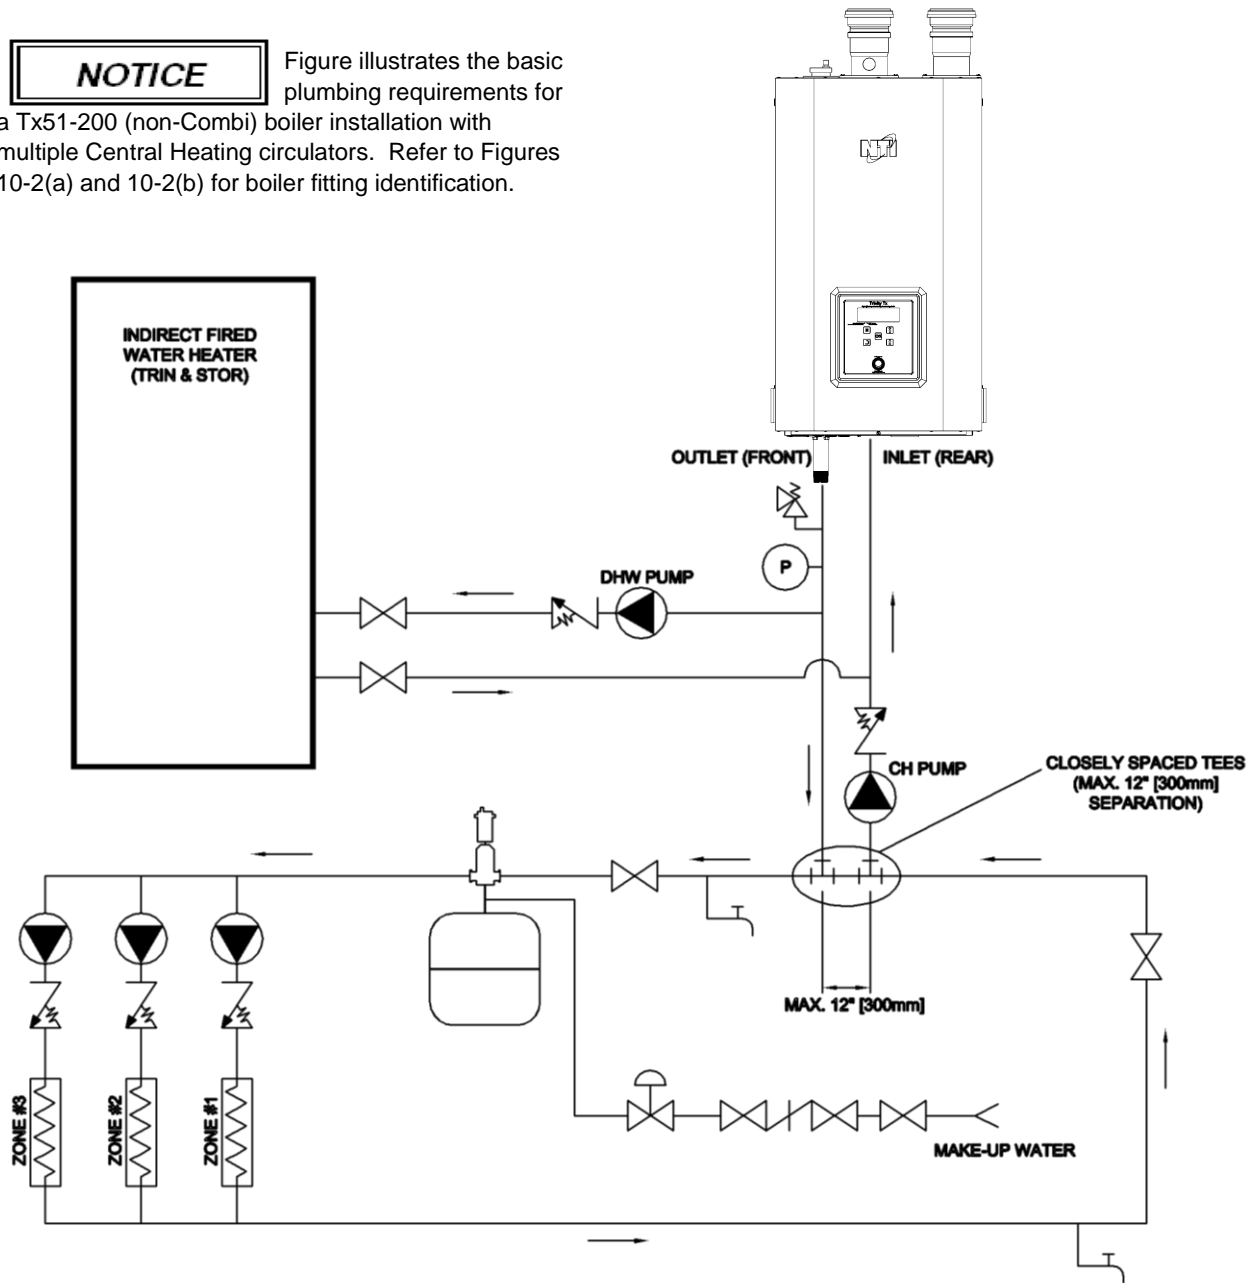 NOTICE
Figure illustrates the basic
plumbing requirements for
a Tx51-200 (non-Combi) boiler installation with
multiple Central Heating circulators. Refer to Figures
10-2(a) and 10-2(b) for boiler fitting identification.
NTI
Trinity Tx
INDIRECT FIRED
WATER HEATER
(TRIN & STOR)
OUTLET (FRONT)
INLET (REAR)
P
DHW PUMP
CH PUMP
CLOSELY SPACED TEES
(MAX. 12" [300mm]
SEPARATION)
MAX. 12" [300mm]
ZONE #3
ZONE #2
ZONE #1
MAKE-UP WATER